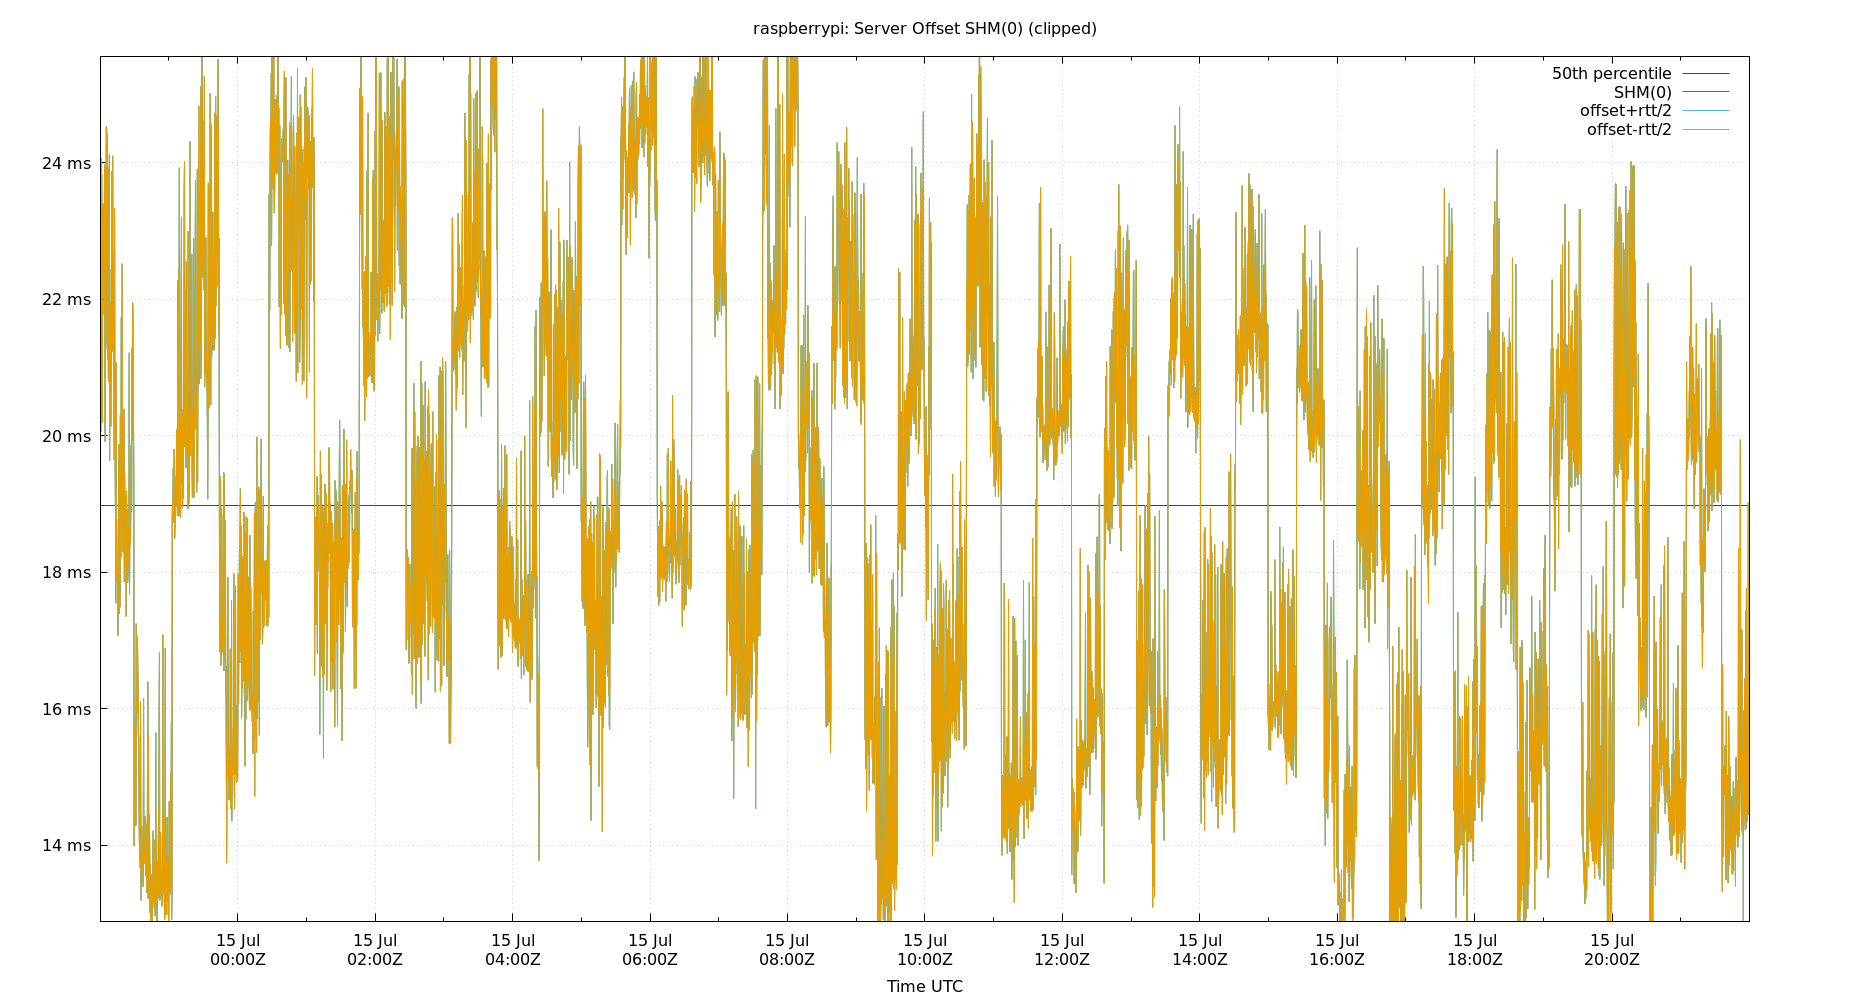 raspberrypi: Server Offset SHM(0) (clipped)
50th percentile
SHM(0)
offset+rtt/2
offset-rtt/2
24 ms
22 ms
20 ms
18 ms
16 ms
14 ms
15 Jul 15 Jul 15 Jul 15 Jul 15 Jul 15 Jul 15 Jul 15 Jul 15 Jul 15 Jul 15 Jul
00:00Z 02:00Z 04:00Z 06:00Z 08:00Z 10:00Z 12:00Z 14:00Z 16:00Z 18:00Z 20:00Z
Time UTC